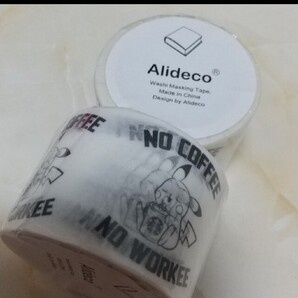 Alideco®
Washi Masking Tape.
Made in China
Design by Alideco
NO COFFEE
NO WORKEE